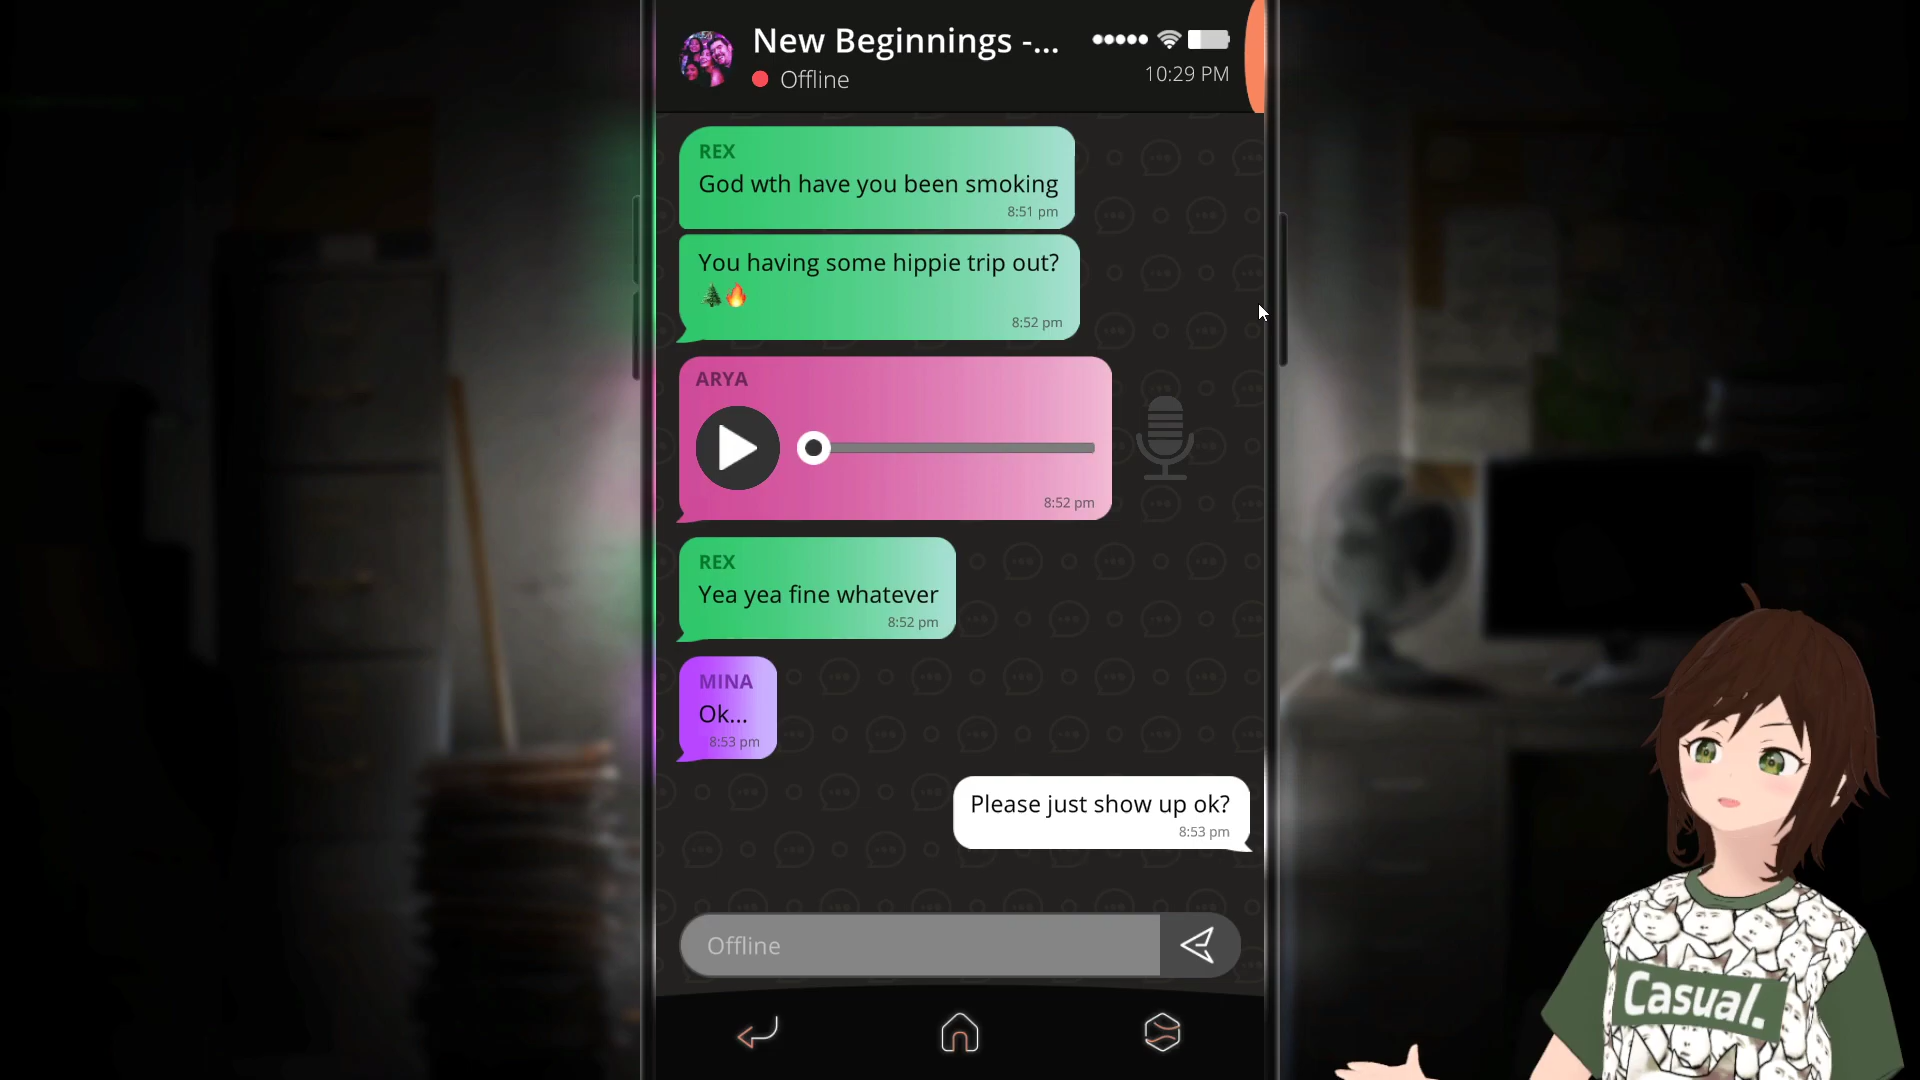 New Beginnings -...
Offline
10:29 PM
REX
God wth have you been smoking
8:51 pm
You having some hippie trip out?
🌲🔥
8:52 pm
ARYA
8:52 pm
REX
Yea yea fine whatever
8:52 pm
MINA
Ok...
8:53 pm
Please just show up ok?
8:53 pm
Offline
Casual.